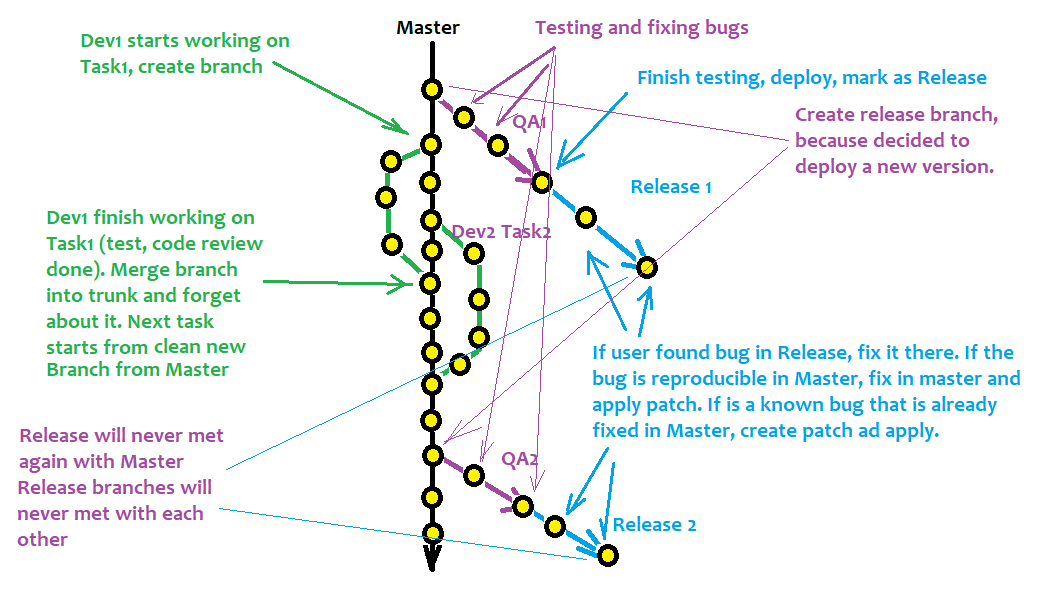 Master
Testing and fixing bugs
Dev1 starts working on
Task1, create branch
Finish testing, deploy, mark as Release
Create release branch,
because decided to
deploy a new version.
QA1
Release 1
Dev1 finish working on
Task1 (test, code review
done). Merge branch
into trunk and forget
about it. Next task
starts from clean new
Branch from Master
Dev2 Task2
If user found bug in Release, fix it there. If the
bug is reproducible in Master, fix in master and
apply patch. If is a known bug that is already
fixed in Master, create patch ad apply.
Release will never met
again with Master
Release branches will
never met with each
other
QA2
Release 2